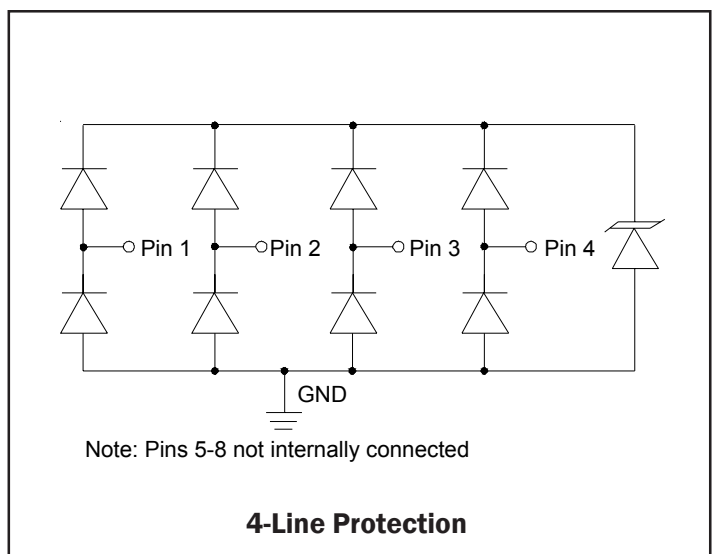 Pin 1
Pin 2
Pin 3
Pin 4
GND
Note: Pins 5-8 not internally connected
4-Line Protection